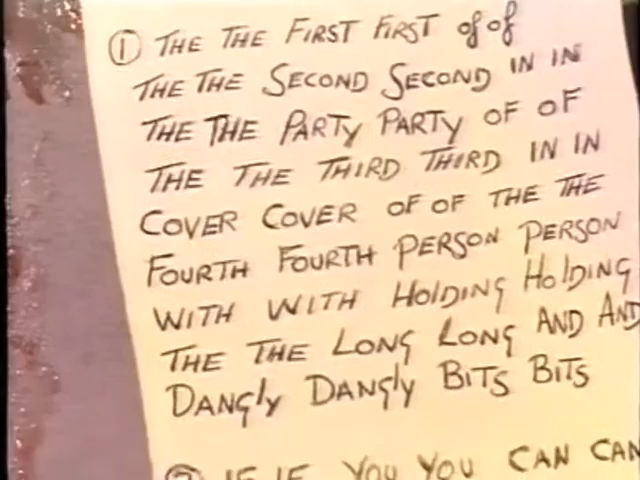 ① THE THE FIRST FIRST of of
THE THE SECOND SECOND IN IN
THE THE PARTY PARTY OF OF
THE THE THIRD THIRD IN IN
COVER COVER OF OF THE THE
FOURTH FOURTH PERSON PERSON
WITH WITH HOLDING HOLDING
THE THE LONG LONG AND AND
DANGLY DANGLY BITS BITS
② IF IF YOU YOU CAN CAN